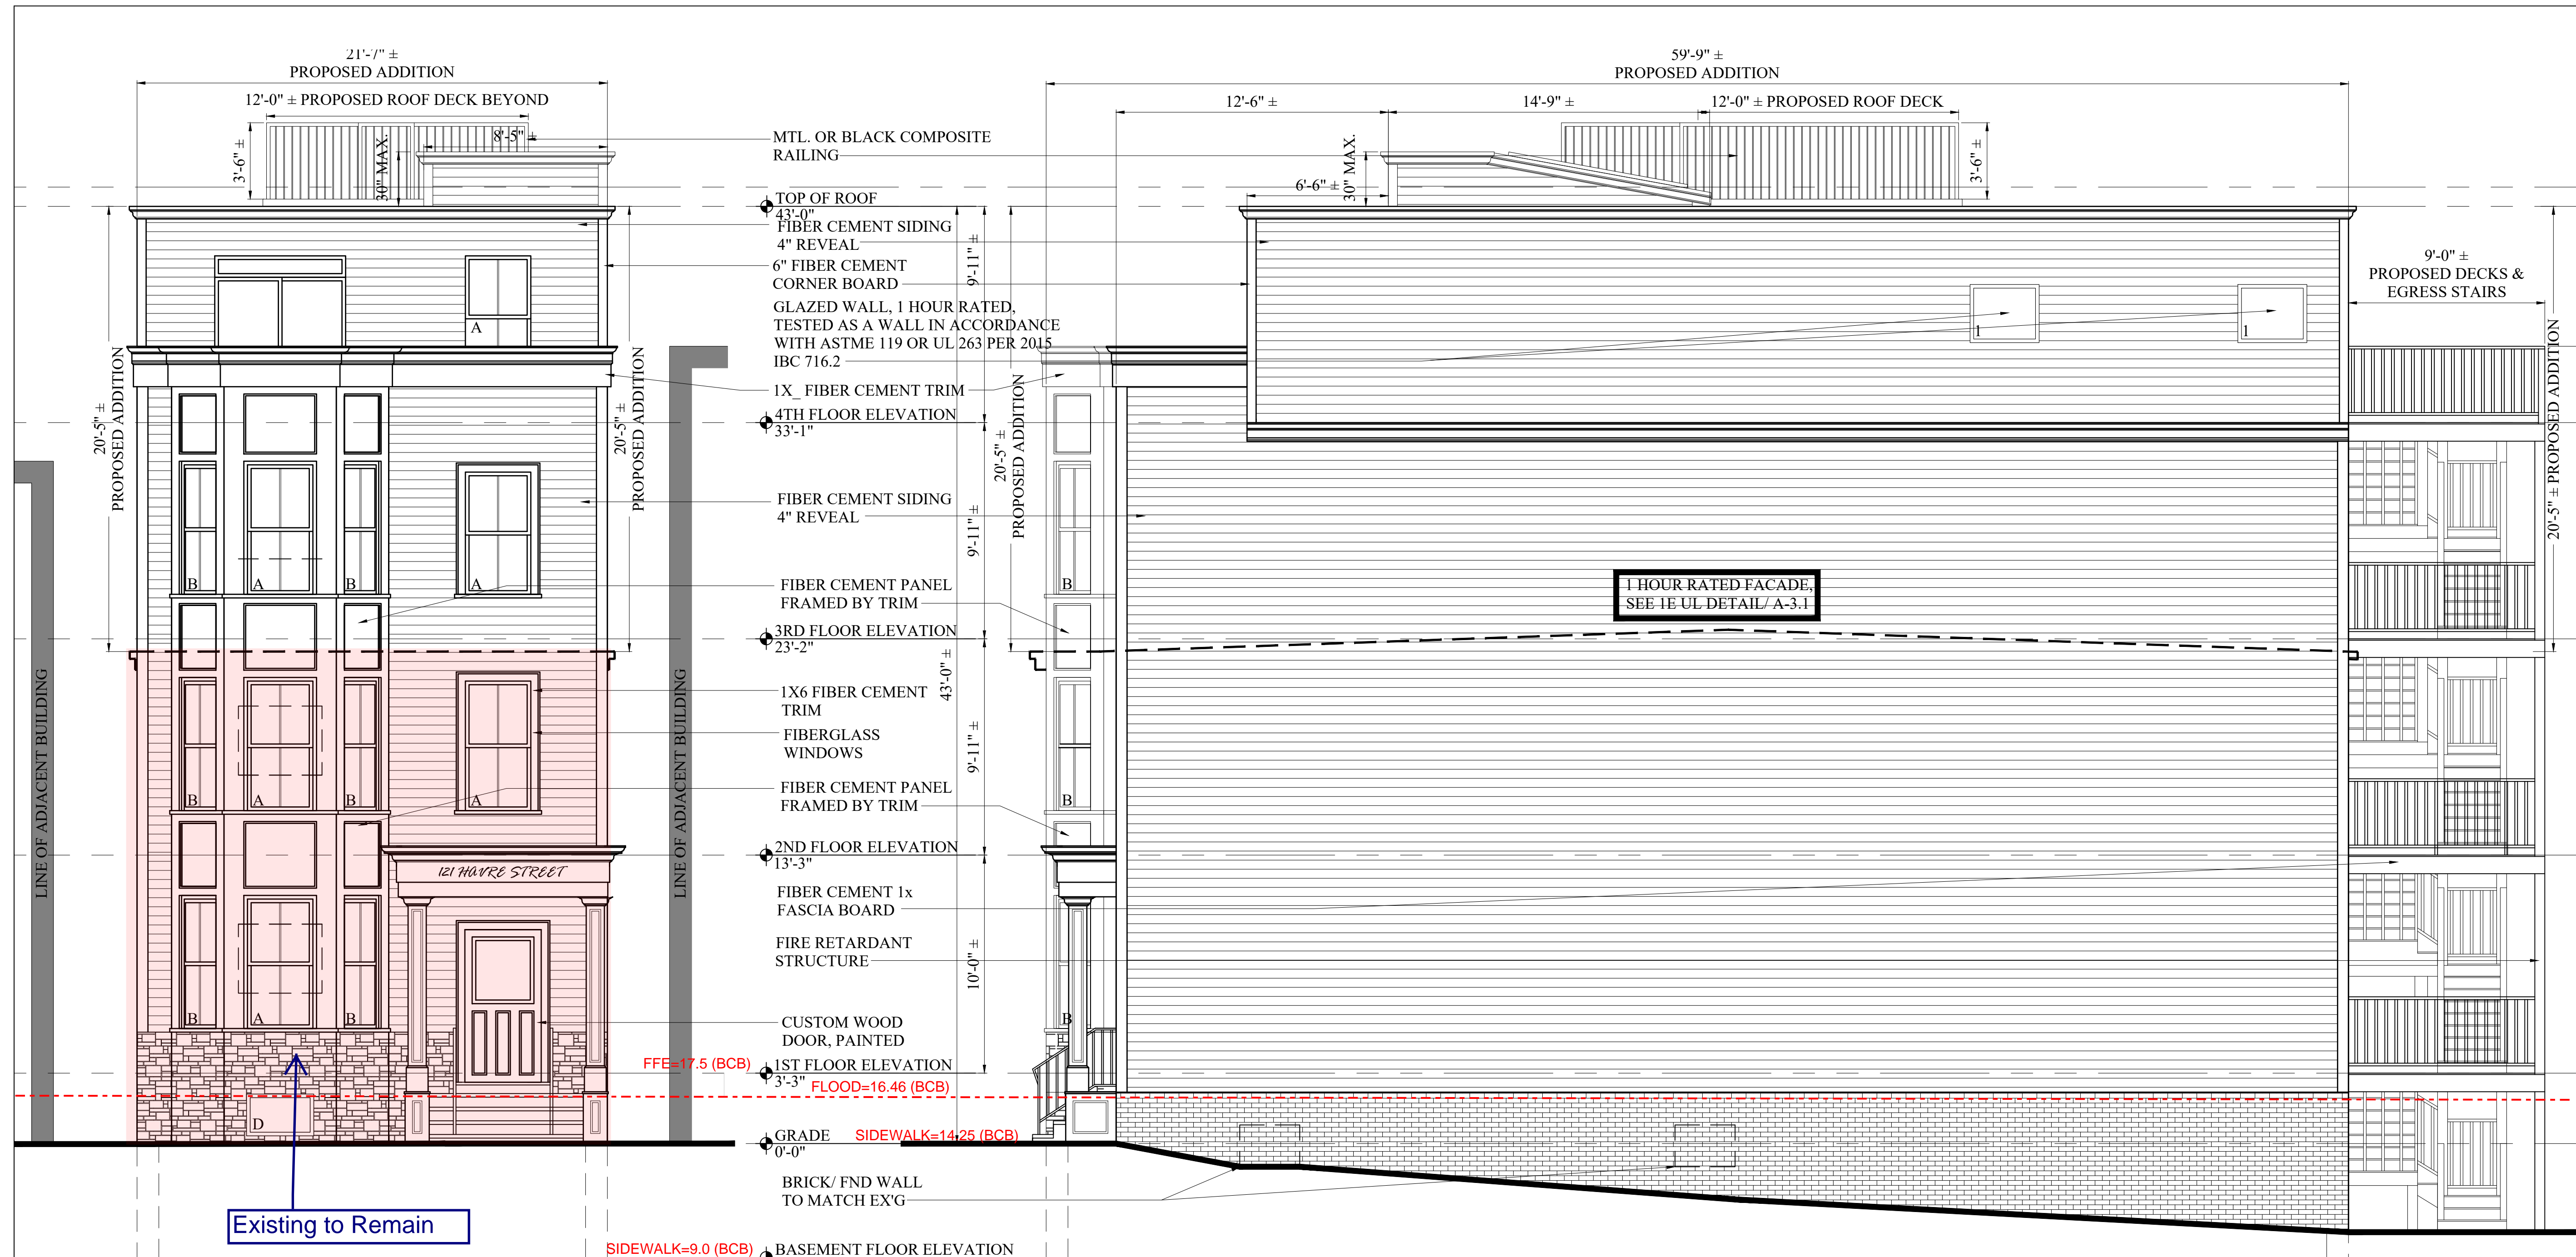 21'-7" ±
PROPOSED ADDITION
12'-0" ± PROPOSED ROOF DECK BEYOND
8'-5" ±
3'-6" ±
30" MAX.
A
20'-5" ±
PROPOSED ADDITION
20'-5" ±
PROPOSED ADDITION
B
A
B
A
B
A
B
A
121 HAVRE STREET
B
A
B
D
LINE OF ADJACENT BUILDING
LINE OF ADJACENT BUILDING
Existing to Remain
MTL. OR BLACK COMPOSITE
RAILING
TOP OF ROOF
43'-0"
FIBER CEMENT SIDING
4" REVEAL
6" FIBER CEMENT
CORNER BOARD
GLAZED WALL, 1 HOUR RATED,
TESTED AS A WALL IN ACCORDANCE
WITH ASTME 119 OR UL 263 PER 2015
IBC 716.2
1X_ FIBER CEMENT TRIM
4TH FLOOR ELEVATION
33'-1"
FIBER CEMENT SIDING
4" REVEAL
FIBER CEMENT PANEL
FRAMED BY TRIM
3RD FLOOR ELEVATION
23'-2"
1X6 FIBER CEMENT
TRIM
FIBERGLASS
WINDOWS
FIBER CEMENT PANEL
FRAMED BY TRIM
2ND FLOOR ELEVATION
13'-3"
FIBER CEMENT 1x
FASCIA BOARD
FIRE RETARDANT
STRUCTURE
CUSTOM WOOD
DOOR, PAINTED
FFE=17.5 (BCB)
1ST FLOOR ELEVATION
3'-3"
FLOOD=16.46 (BCB)
GRADE
0'-0"
SIDEWALK=14.25 (BCB)
BRICK/ FND WALL
TO MATCH EX'G
SIDEWALK=9.0 (BCB)
BASEMENT FLOOR ELEVATION
9'-11" ±
9'-11" ±
43'-0" ±
9'-11" ±
10'-0" ±
20'-5" ±
PROPOSED ADDITION
59'-9" ±
PROPOSED ADDITION
12'-6" ±
14'-9" ±
12'-0" ± PROPOSED ROOF DECK
6'-6" ±
30" MAX.
3'-6" ±
1
1
9'-0" ±
PROPOSED DECKS &
EGRESS STAIRS
20'-5" ± PROPOSED ADDITION
B
B
B
1 HOUR RATED FACADE,
SEE 1E UL DETAIL/ A-3.1